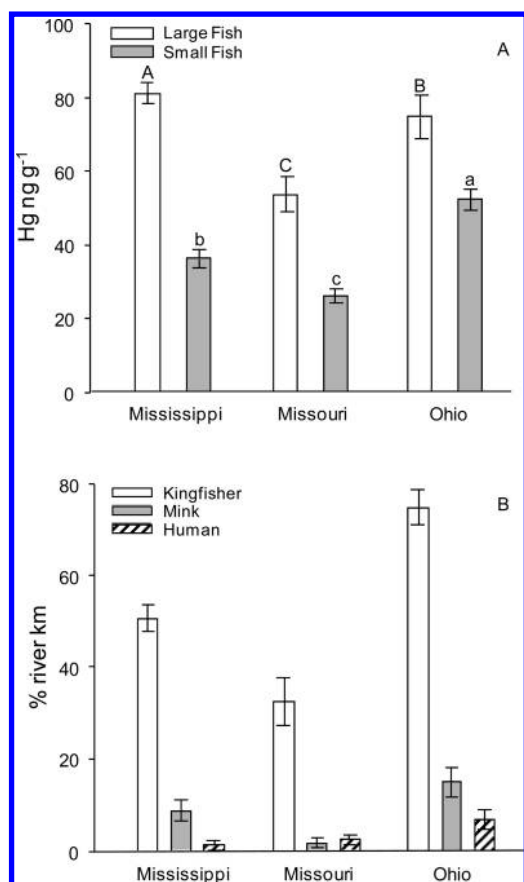 100
Large Fish
Small Fish
A
A
B
80
C
a
60
Hg ng g⁻¹
b
40
c
20
0
Mississippi Missouri Ohio
80
Kingfisher
B
Mink
Human
60
% river km
40
20
0
Mississippi Missouri Ohio